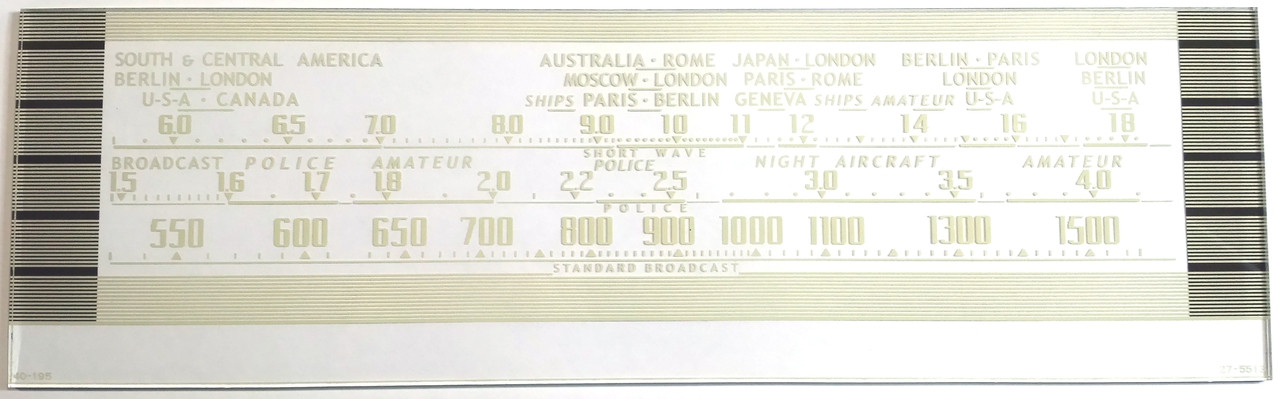 SOUTH & CENTRAL AMERICA AUSTRALIA · ROME JAPAN · LONDON BERLIN · PARIS LONDON
BERLIN · LONDON MOSCOW · LONDON PARIS · ROME LONDON BERLIN
U-S-A · CANADA SHIPS PARIS · BERLIN GENEVA SHIPS AMATEUR U-S-A U-S-A
6.0 6.5 7.0 8.0 9.0 10 11 12 14 16 18
SHORT WAVE
BROADCAST POLICE AMATEUR POLICE NIGHT AIRCRAFT AMATEUR
1.5 1.6 1.7 1.8 2.0 2.2 2.5 3.0 3.5 4.0
POLICE
550 600 650 700 800 900 1000 1100 1300 1500
STANDARD BROADCAST
40-195